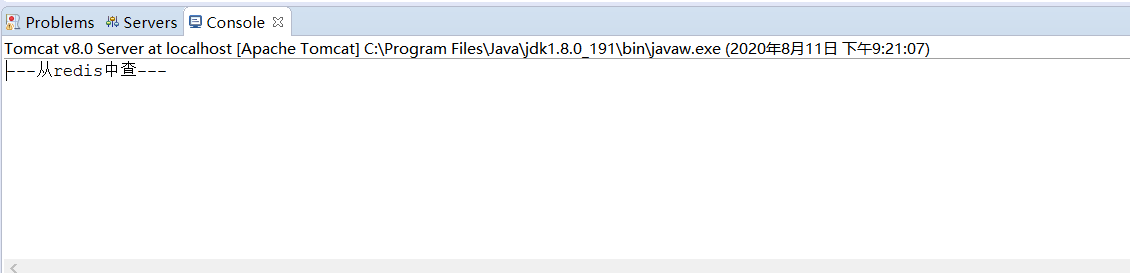 Problems Servers Console
Tomcat v8.0 Server at localhost [Apache Tomcat] C:\Program Files\Java\jdk1.8.0_191\bin\javaw.exe (2020年8月11日 下午9:21:07)
---从redis中查---